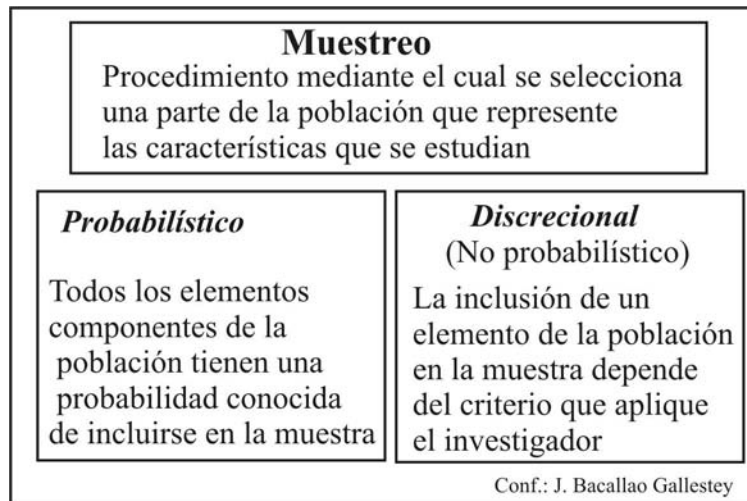 Muestreo
Procedimiento mediante el cual se selecciona
una parte de la población que represente
las características que se estudian
Probabilístico
Todos los elementos
componentes de la
población tienen una
probabilidad conocida
de incluirse en la muestra
Discrecional
(No probabilístico)
La inclusión de un
elemento de la población
en la muestra depende
del criterio que aplique
el investigador
Conf.: J. Bacallao Gallestey